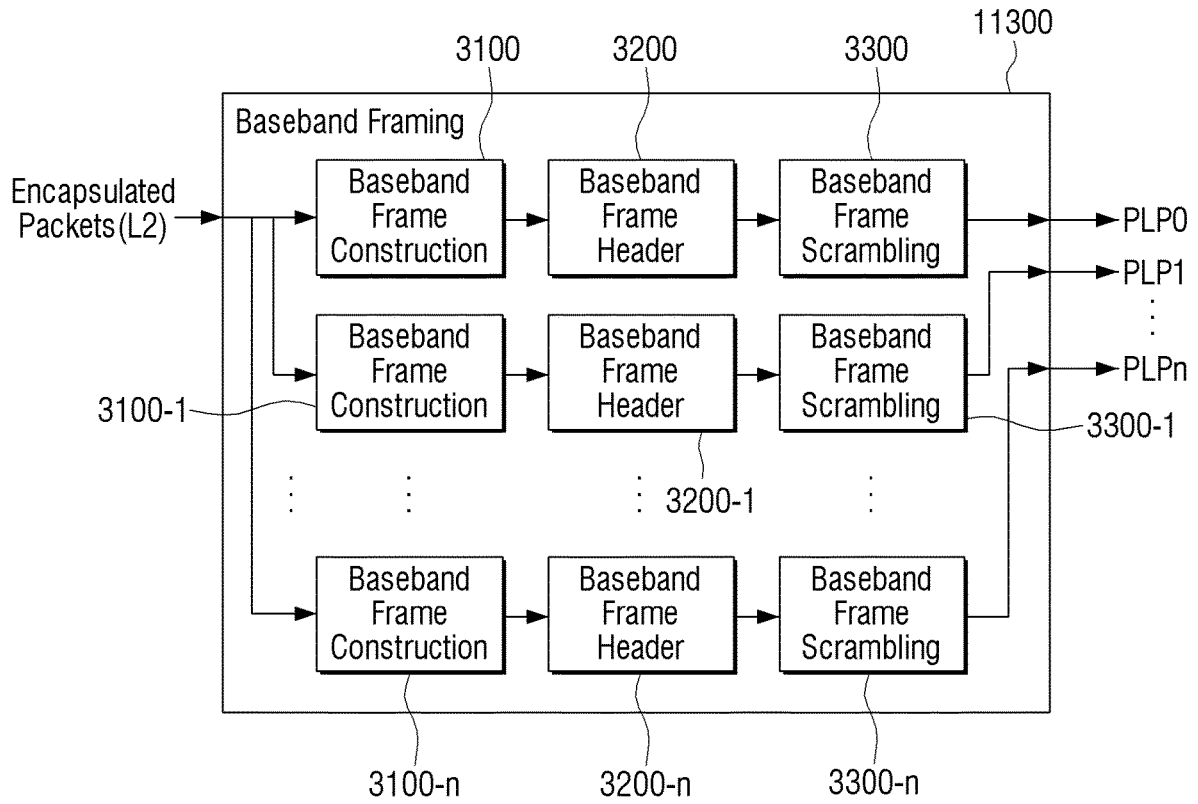 11300
3100
3200
3300
Baseband Framing
Encapsulated
Packets(L2)
Baseband
Frame
Construction
Baseband
Frame
Header
Baseband
Frame
Scrambling
PLP0
PLP1
PLPn
Baseband
Frame
Construction
Baseband
Frame
Header
Baseband
Frame
Scrambling
3100-1
3200-1
3300-1
Baseband
Frame
Construction
Baseband
Frame
Header
Baseband
Frame
Scrambling
3100-n
3200-n
3300-n